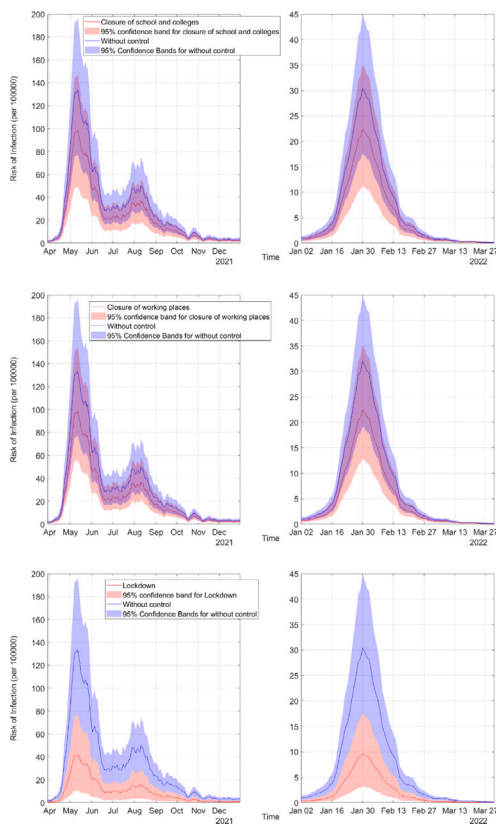 200
180
160
140
120
100
80
60
40
20
0
Risk of Infection (per 100000)
Closure of school and colleges
95% confidence band for closure of school and colleges
Without control
95% Confidence Bands for without control
Apr May Jun Jul Aug Sep Oct Nov Dec
2021
45
40
35
30
25
20
15
10
5
0
Jan 02 Jan 16 Jan 30 Feb 13 Feb 27 Mar 13 Mar 27
2022
Time
200
180
160
140
120
100
80
60
40
20
0
Risk of Infection (per 100000)
Closure of working places
95% confidence band for closure of working places
Without control
95% Confidence Bands for without control
Apr May Jun Jul Aug Sep Oct Nov Dec
2021
45
40
35
30
25
20
15
10
5
0
Jan 02 Jan 16 Jan 30 Feb 13 Feb 27 Mar 13 Mar 27
2022
Time
200
180
160
140
120
100
80
60
40
20
0
Risk of Infection (per 100000)
Lockdown
95% confidence band for Lockdown
Without control
95% Confidence Bands for without control
Apr May Jun Jul Aug Sep Oct Nov Dec
2021
45
40
35
30
25
20
15
10
5
0
Jan 02 Jan 16 Jan 30 Feb 13 Feb 27 Mar 13 Mar 27
2022
Time